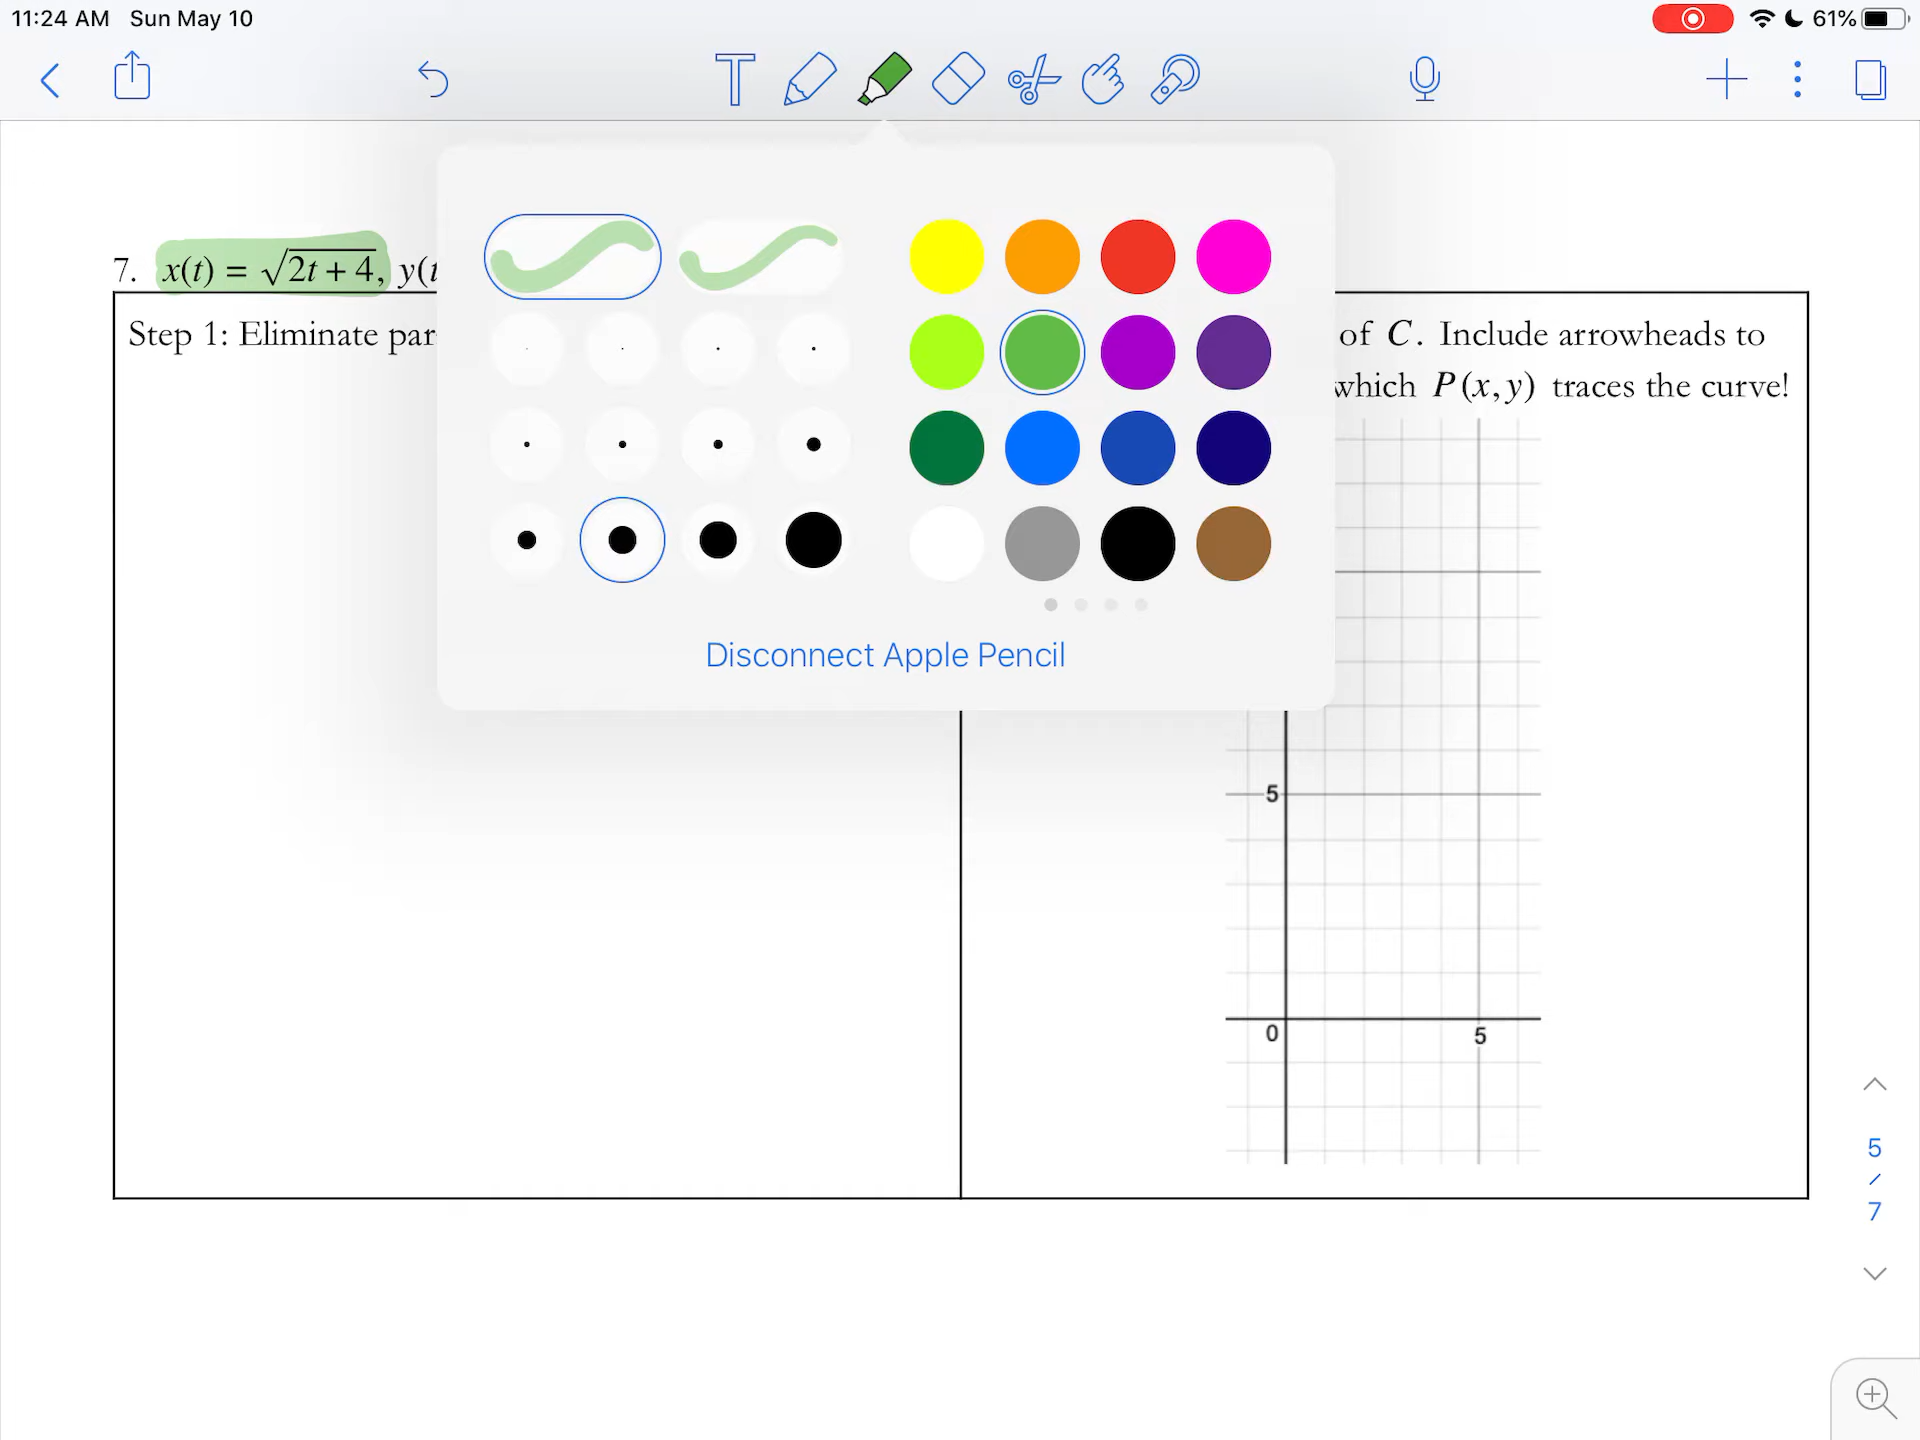 11:24 AM Sun May 10 61%
7. x(t) = √2t + 4, y(t
Step 1: Eliminate par
of C. Include arrowheads to
which P(x, y) traces the curve!
Disconnect Apple Pencil
5
0 5
5
/
7